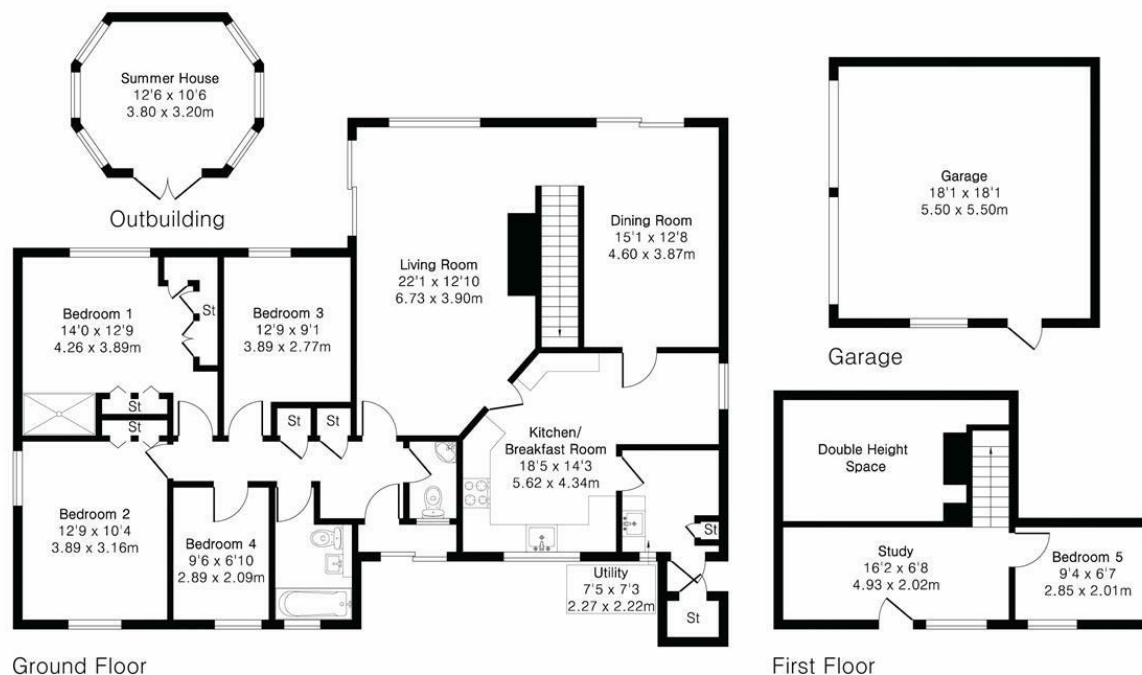 Summer House
12'6 x 10'6
3.80 x 3.20m
Outbuilding
Garage
18'1 x 18'1
5.50 x 5.50m
Garage
Living Room
22'1 x 12'10
6.73 x 3.90m
Dining Room
15'1 x 12'8
4.60 x 3.87m
Bedroom 1
14'0 x 12'9
4.26 x 3.89m
St
Bedroom 3
12'9 x 9'1
3.89 x 2.77m
St
St
St
St
Kitchen/
Breakfast Room
18'5 x 14'3
5.62 x 4.34m
Bedroom 2
12'9 x 10'4
3.89 x 3.16m
Bedroom 4
9'6 x 6'10
2.89 x 2.09m
St
Utility
7'5 x 7'3
2.27 x 2.22m
St
Ground Floor
Double Height
Space
Study
16'2 x 6'8
4.93 x 2.02m
Bedroom 5
9'4 x 6'7
2.85 x 2.01m
First Floor